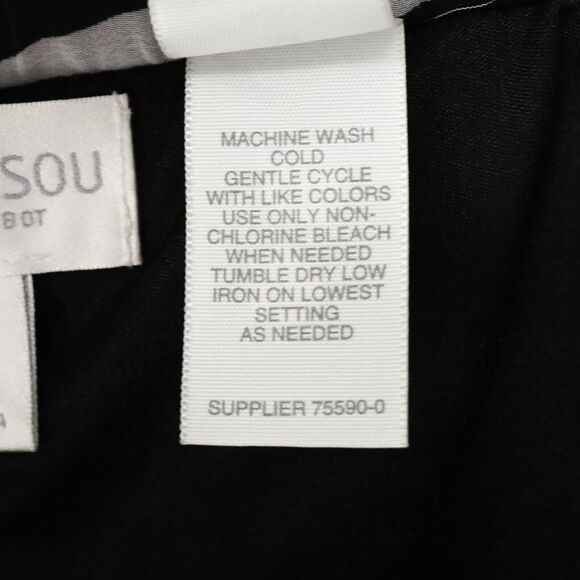 SOU
BOT
MACHINE WASH
COLD
GENTLE CYCLE
WITH LIKE COLORS
USE ONLY NON-
CHLORINE BLEACH
WHEN NEEDED
TUMBLE DRY LOW
IRON ON LOWEST
SETTING
AS NEEDED
SUPPLIER 75590-0